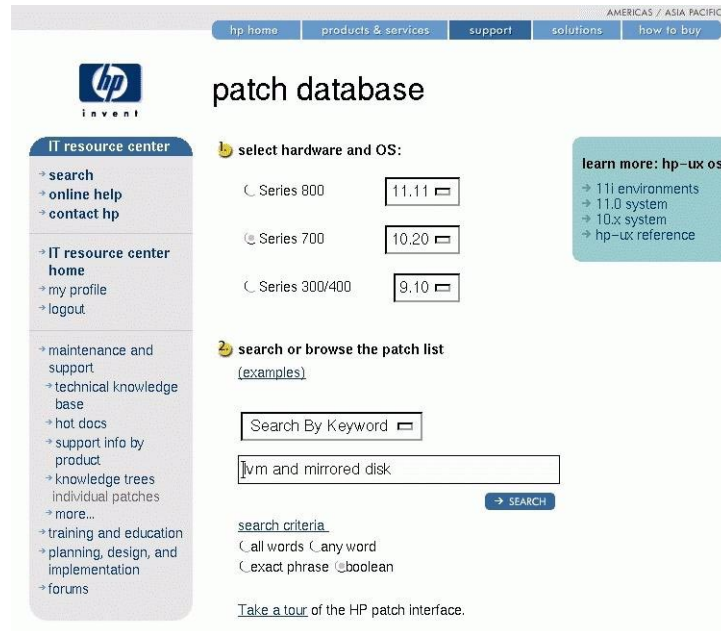 AMERICAS / ASIA PACIFIC
hp home products & services support solutions how to buy
hp
invent
patch database
IT resource center
search
online help
contact hp
IT resource center
home
my profile
logout
maintenance and
support
technical knowledge
base
hot docs
support info by
product
knowledge trees
individual patches
more...
training and education
planning, design, and
implementation
forums
1. select hardware and OS:
Series 800 11.11
Series 700 10.20
Series 300/400 9.10
2. search or browse the patch list
(examples)
Search By Keyword
lvm and mirrored disk
→ SEARCH
search criteria
all words any word
exact phrase boolean
Take a tour of the HP patch interface.
learn more: hp-ux os
11i environments
11.0 system
10.x system
hp-ux reference